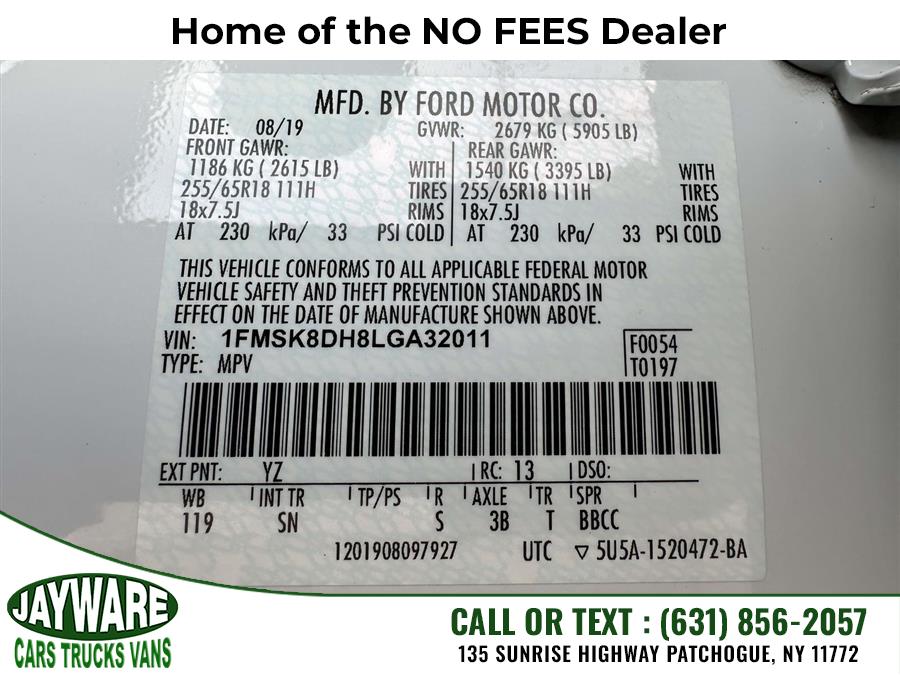 Home of the NO FEES Dealer
MFD. BY FORD MOTOR CO.
DATE: 08/19 GVWR: 2679 KG ( 5905 LB)
FRONT GAWR: REAR GAWR:
1186 KG ( 2615 LB) WITH 1540 KG ( 3395 LB) WITH
255/65R18 111H TIRES 255/65R18 111H TIRES
18x7.5J RIMS 18x7.5J RIMS
AT 230 kPa/ 33 PSI COLD AT 230 kPa/ 33 PSI COLD
THIS VEHICLE CONFORMS TO ALL APPLICABLE FEDERAL MOTOR
VEHICLE SAFETY AND THEFT PREVENTION STANDARDS IN
EFFECT ON THE DATE OF MANUFACTURE SHOWN ABOVE.
VIN: 1FMSK8DH8LGA32011 F0054
TYPE: MPV T0197
EXT PNT: YZ RC: 13 DSO:
WB INT TR TP/PS R AXLE TR SPR
119 SN S 3B T BBCC
1201908097927 UTC ▽ 5U5A-1520472-BA
JAYWARE
CARS TRUCKS VANS
CALL OR TEXT : (631) 856-2057
135 SUNRISE HIGHWAY PATCHOGUE, NY 11772